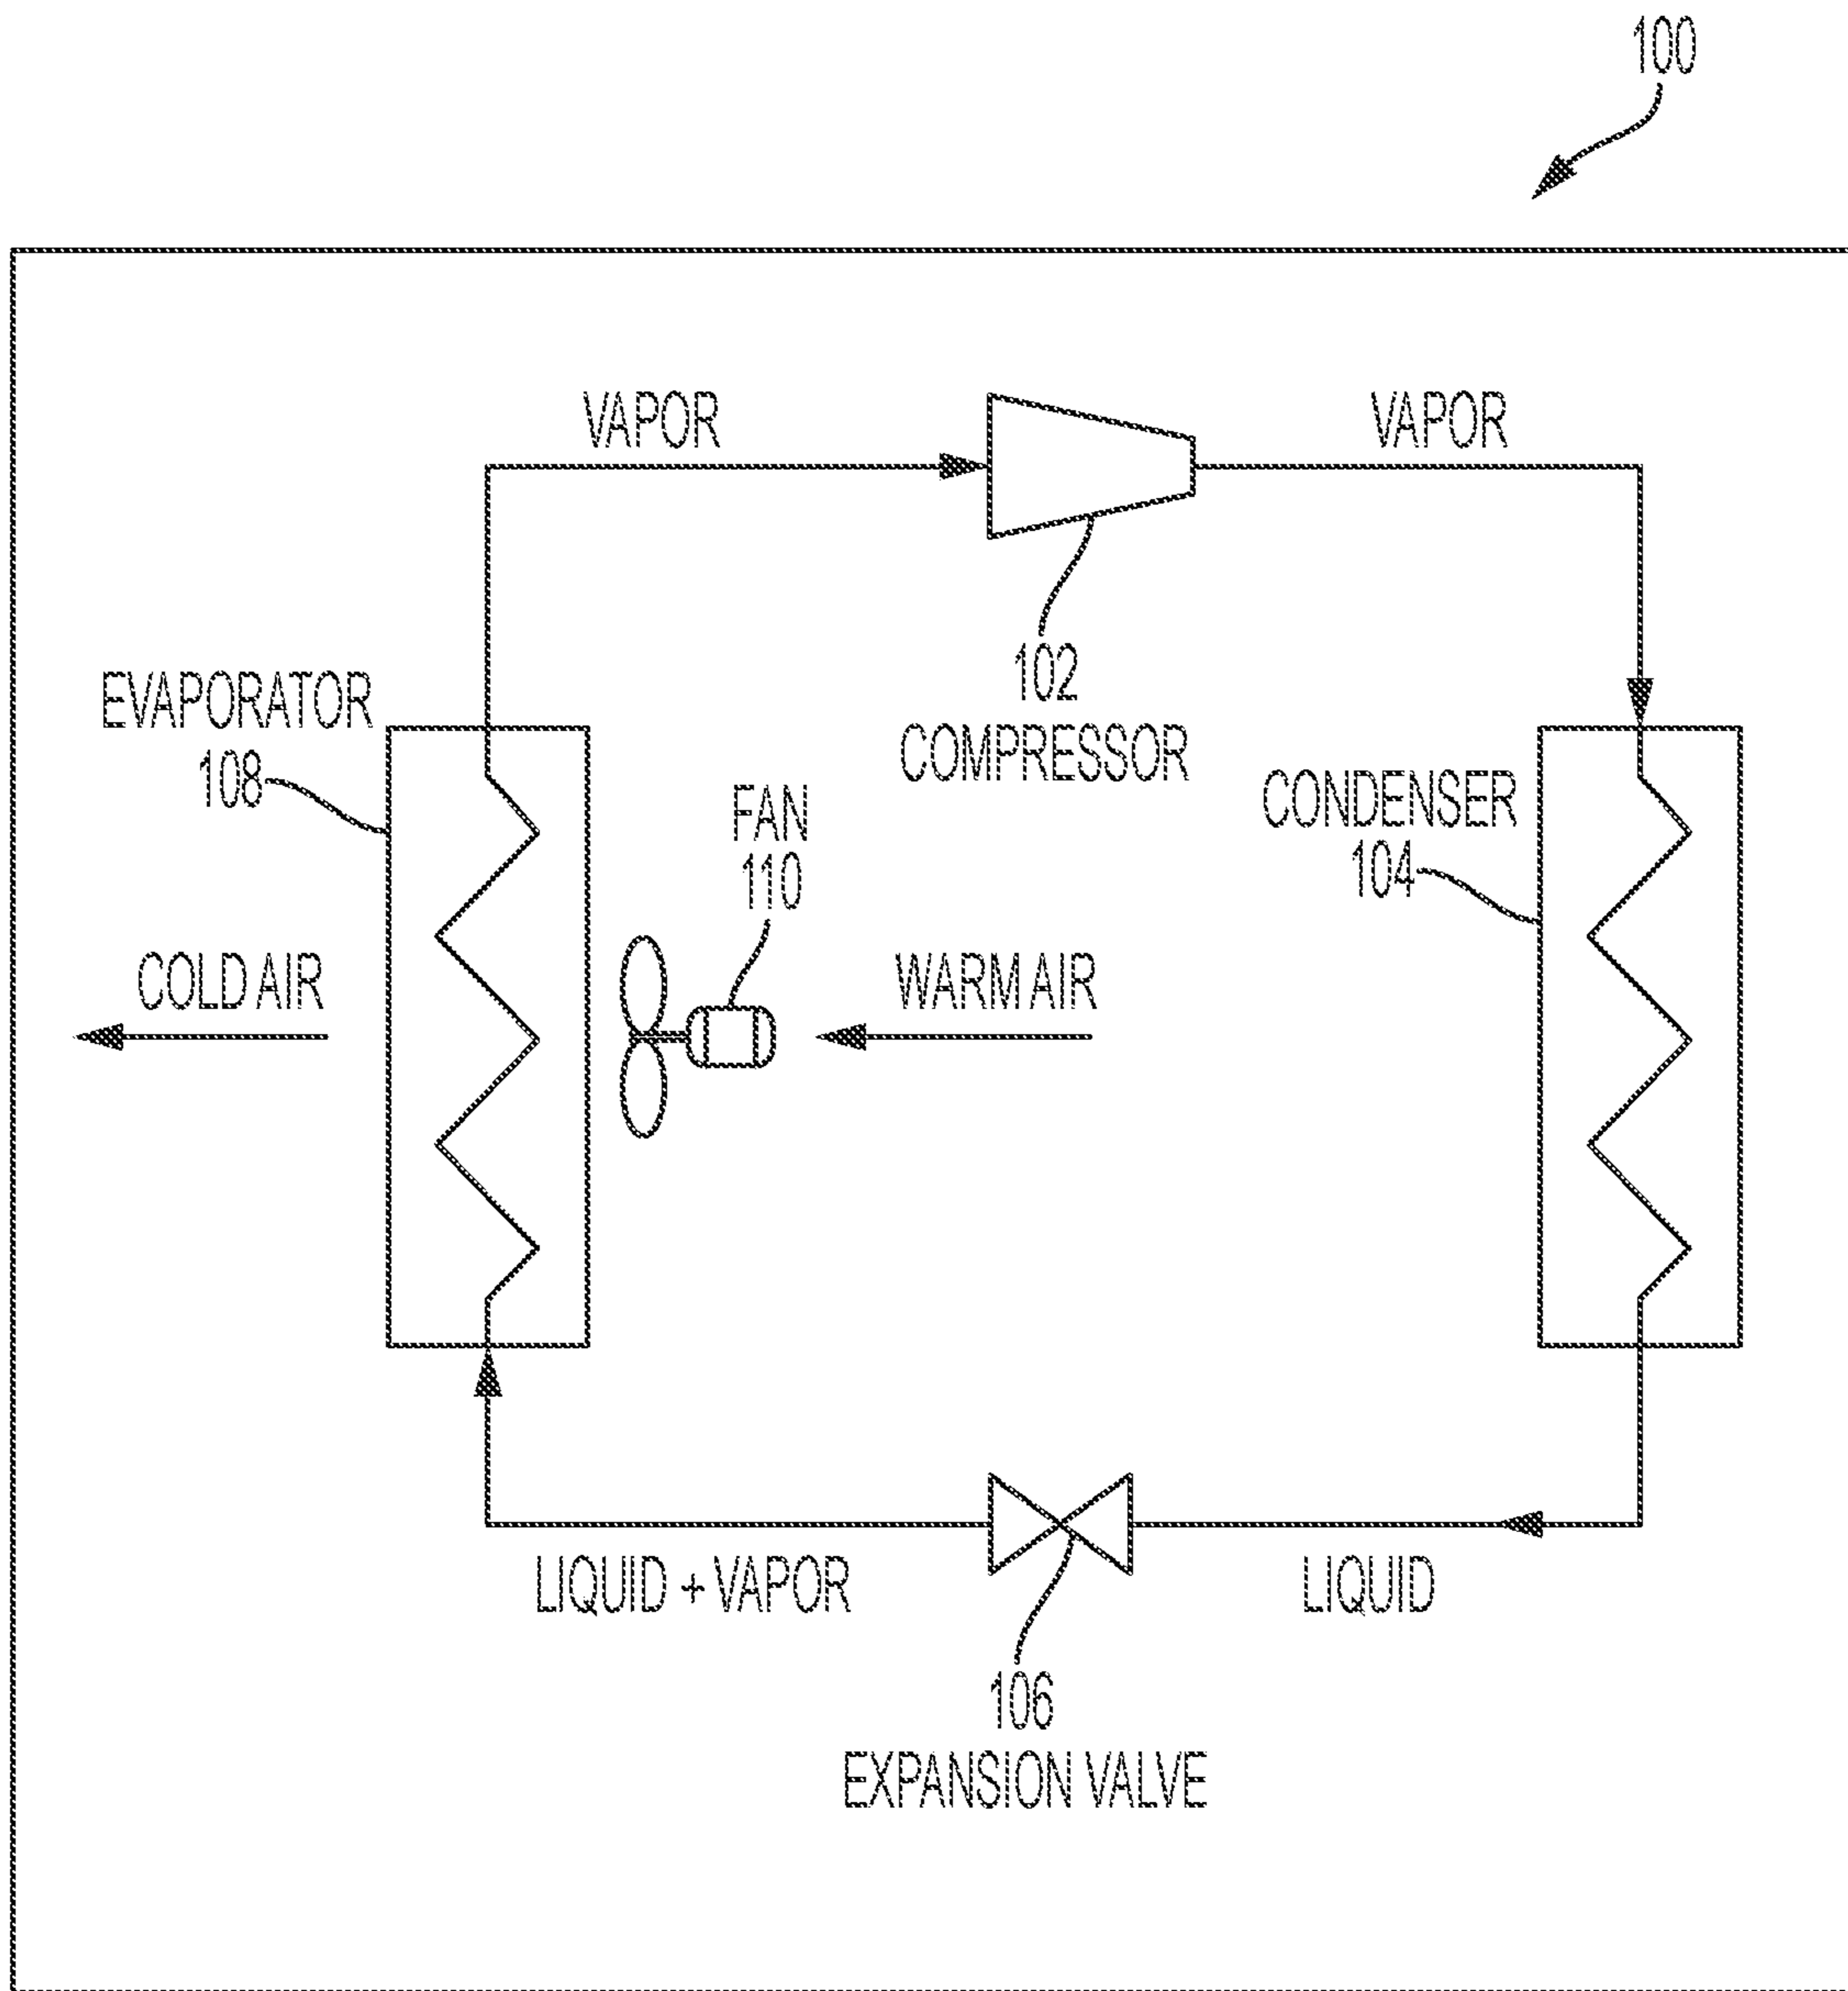 100
VAPOR
VAPOR
102
COMPRESSOR
EVAPORATOR
108
FAN
110
CONDENSER
104
COLD AIR
WARM AIR
LIQUID + VAPOR
LIQUID
106
EXPANSION VALVE